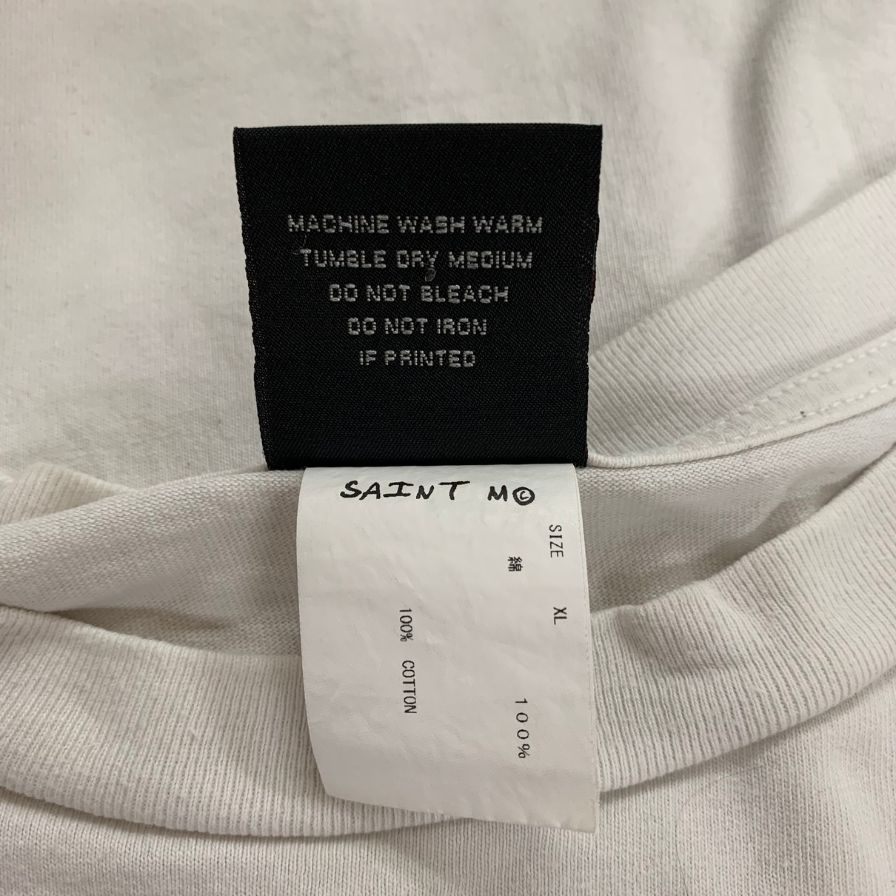 MACHINE WASH WARM
TUMBLE DRY MEDIUM
DO NOT BLEACH
DO NOT IRON
IF PRINTED
SAINT M©
SIZE XL
綿 100%
100% COTTON